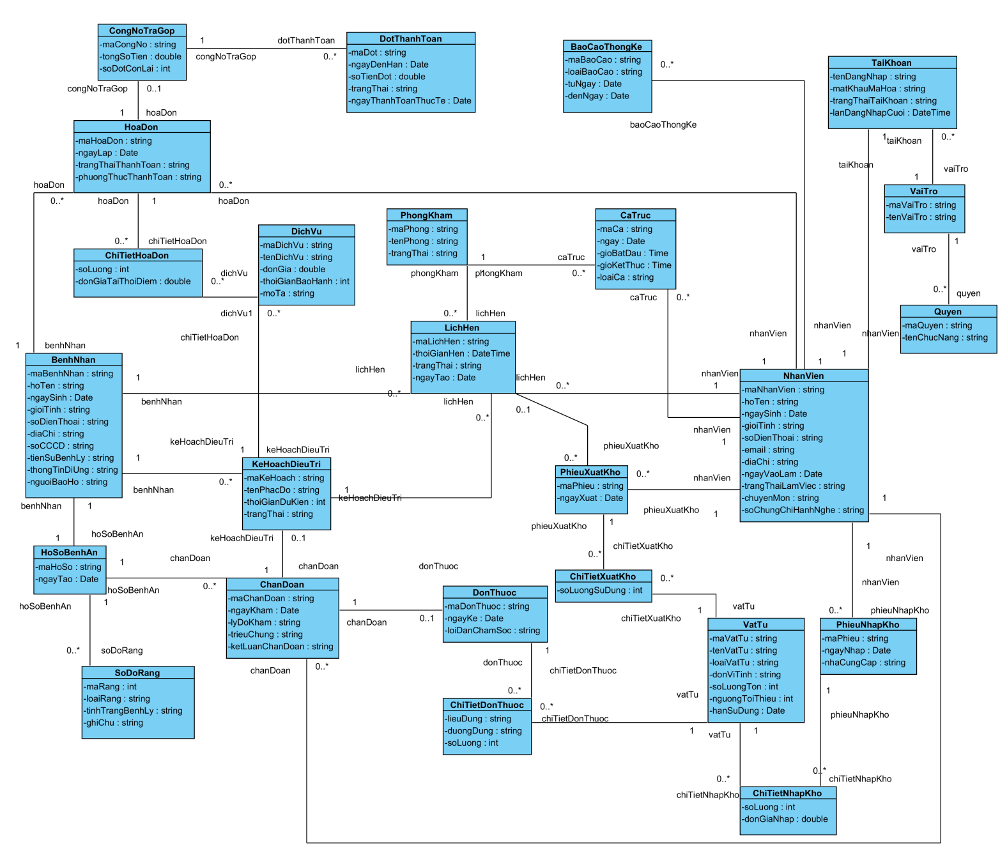 CongNoTraGop
-maCongNo : string
-tongSoTien : double
-soDotConLai : int
1
dotThanhToan
congNoTraGop
0..*
DotThanhToan
-maDot : string
-ngayDenHan : Date
-soTienDot : double
-trangThai : string
-ngayThanhToanThucTe : Date
BaoCaoThongKe
-maBaoCao : string
-loaiBaoCao : string
-tuNgay : Date
-denNgay : Date
0..*
baoCaoThongKe
TaiKhoan
-tenDangNhap : string
-matKhauMaHoa : string
-trangThaiTaiKhoan : string
-lanDangNhapCuoi : DateTime
1
taiKhoan
0..*
taiKhoan
vaiTro
1
congNoTraGop
0..1
1
hoaDon
HoaDon
-maHoaDon : string
-ngayLap : Date
-trangThaiThanhToan : string
-phuongThucThanhToan : string
hoaDon
0..*
hoaDon
1
0..*
hoaDon
VaiTro
-maVaiTro : string
-tenVaiTro : string
vaiTro
1
0..*
quyen
Quyen
-maQuyen : string
-tenChucNang : string
0..*
chiTietHoaDon
ChiTietHoaDon
-soLuong : int
-donGiaTaiThoiDiem : double
dichVu
0..*
DichVu
-maDichVu : string
-tenDichVu : string
-donGia : double
-thoiGianBaoHanh : int
-moTa : string
dichVu1
0..*
chiTietHoaDon
PhongKham
-maPhong : string
-tenPhong : string
-trangThai : string
1
caTruc
phongKham
1
phongKham
0..*
CaTruc
-maCa : string
-ngay : Date
-gioBatDau : Time
-gioKetThuc : Time
-loaiCa : string
caTruc
0..*
0..*
lichHen
LichHen
-maLichHen : string
-thoiGianHen : DateTime
-trangThai : string
-ngayTao : Date
lichHen
0..*
lichHen
0..*
lichHen
0..1
0..*
nhanVien
nhanVien
nhanVien
1
1
1
nhanVien
1
nhanVien
1
1
benhNhan
BenhNhan
-maBenhNhan : string
-hoTen : string
-ngaySinh : Date
-gioiTinh : string
-soDienThoai : string
-diaChi : string
-soCCCD : string
-tienSuBenhLy : string
-thongTinDiUng : string
-nguoiBaoHo : string
1
benhNhan
1
benhNhan
keHoachDieuTri
1
keHoachDieuTri
0..*
KeHoachDieuTri
-maKeHoach : string
-tenPhacDo : string
-thoiGianDuKien : int
-trangThai : string
1
keHoachDieuTri
keHoachDieuTri
0..1
NhanVien
-maNhanVien : string
-hoTen : string
-ngaySinh : Date
-gioiTinh : string
-soDienThoai : string
-email : string
-diaChi : string
-ngayVaoLam : Date
-trangThaiLamViec : string
-chuyenMon : string
-soChungChiHanhNghe : string
phieuXuatKho
0..*
PhieuXuatKho
-maPhieu : string
-ngayXuat : Date
0..*
nhanVien
phieuXuatKho
1
phieuXuatKho
1
0..*
chiTietXuatKho
ChiTietXuatKho
-soLuongSuDung : int
0..*
chiTietXuatKho
1
vatTu
1
nhanVien
1
nhanVien
0..*
phieuNhapKho
benhNhan
1
1
hoSoBenhAn
HoSoBenhAn
-maHoSo : string
-ngayTao : Date
1
hoSoBenhAn
chanDoan
0..*
hoSoBenhAn
1
0..*
soDoRang
SoDoRang
-maRang : int
-loaiRang : string
-tinhTrangBenhLy : string
-ghiChu : string
1
chanDoan
ChanDoan
-maChanDoan : string
-ngayKham : Date
-lyDoKham : string
-trieuChung : string
-ketLuanChanDoan : string
1
chanDoan
chanDoan
0..*
donThuoc
0..1
DonThuoc
-maDonThuoc : string
-ngayKe : Date
-loiDanChamSoc : string
1
donThuoc
chiTietDonThuoc
0..*
ChiTietDonThuoc
-lieuDung : string
-duongDung : string
-soLuong : int
0..*
chiTietDonThuoc
vatTu
1
VatTu
-maVatTu : string
-tenVatTu : string
-loaiVatTu : string
-donViTinh : string
-soLuongTon : int
-nguongToiThieu : int
-hanSuDung : Date
vatTu
1
PhieuNhapKho
-maPhieu : string
-ngayNhap : Date
-nhaCungCap : string
1
phieuNhapKho
0..*
chiTietNhapKho
0..*
chiTietNhapKho
ChiTietNhapKho
-soLuong : int
-donGiaNhap : double